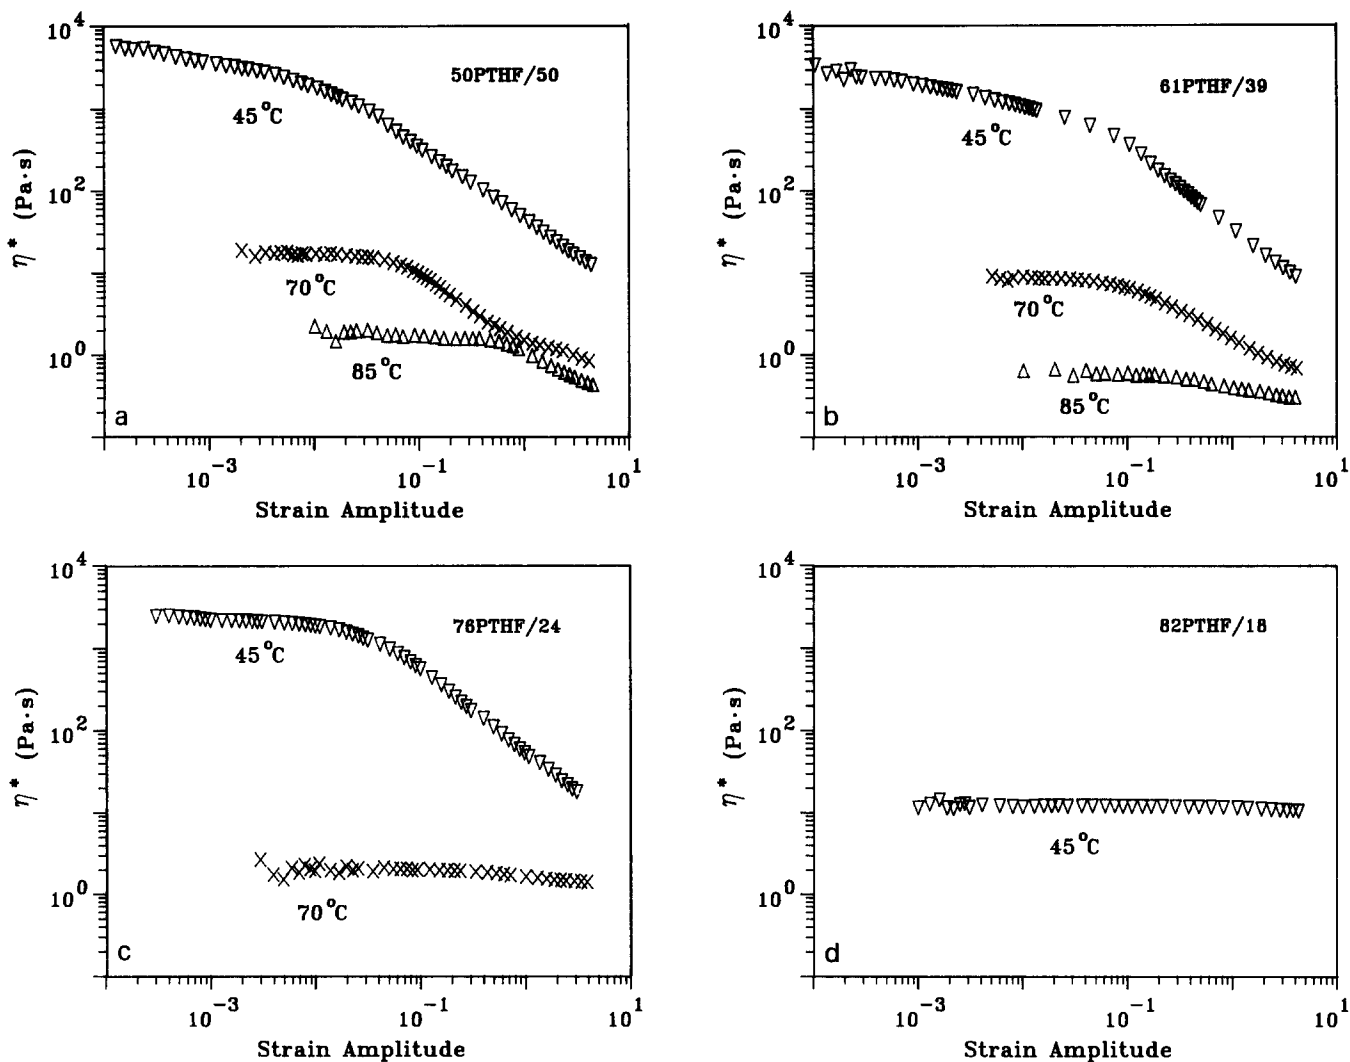 10^4
50PTHF/50
45°C
10^2
η* (Pa·s)
70°C
10^0
85°C
a
10^-3
10^-1
10^1
Strain Amplitude
10^4
61PTHF/39
45°C
10^2
η* (Pa·s)
70°C
10^0
85°C
b
10^-3
10^-1
10^1
Strain Amplitude
10^4
76PTHF/24
45°C
10^2
η* (Pa·s)
10^0
70°C
c
10^-3
10^-1
10^1
Strain Amplitude
10^4
82PTHF/18
10^2
η* (Pa·s)
45°C
10^0
d
10^-3
10^-1
10^1
Strain Amplitude